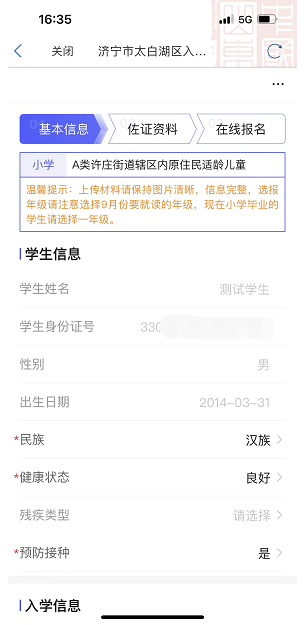 16:35
5G
关闭
济宁市太白湖区入...
基本信息
佐证资料
在线报名
小学
A类许庄街道辖区内原住民适龄儿童
温馨提示：上传材料请保持图片清晰，信息完整，选报
年级请注意选择9月份要就读的年级，现在小学毕业的
学生请选择一年级。
学生信息
学生姓名
测试学生
学生身份证号
330
性别
男
出生日期
2014-03-31
*民族
汉族
*健康状态
良好
残疾类型
请选择
*预防接种
是
入学信息